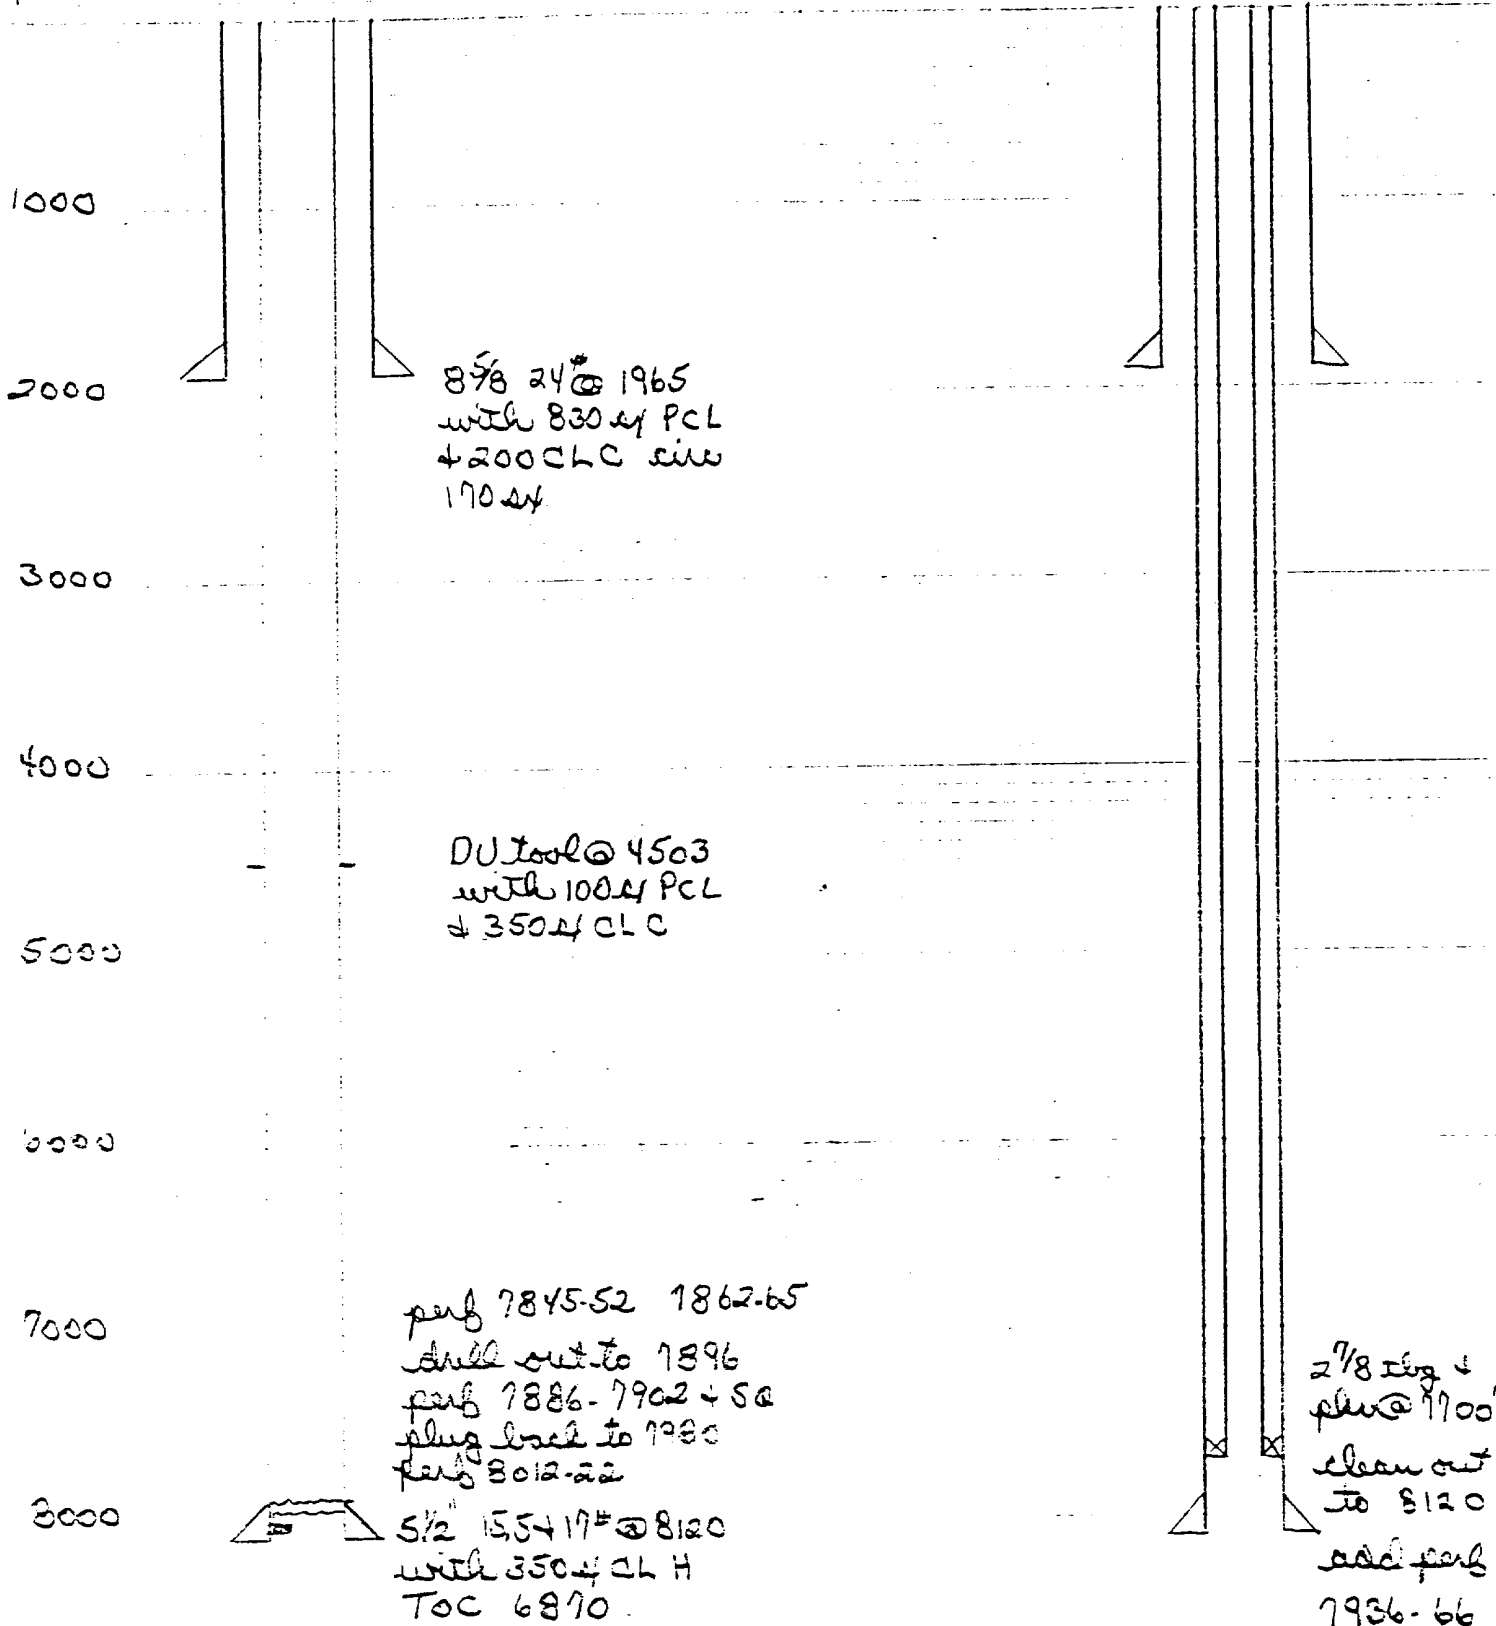 1000
2000
8 5/8 24# @ 1965
with 830 sx PCL
+ 200 CL C circ
170 sx
3000
4000
DV tool @ 4503
with 100 sx PCL
+ 350 sx CL C
5000
6000
7000
perf 7845-52 7862-65
drill out to 7896
perf 7886-7902 + SQ
plug back to 7980
perf 8012-22
8000
5 1/2" 15.5 + 17# @ 8120
with 350 sx CL H
TOC 6870
2 7/8 tbg +
pkr @ 7700'
clean out
to 8120
add perf
7936-66